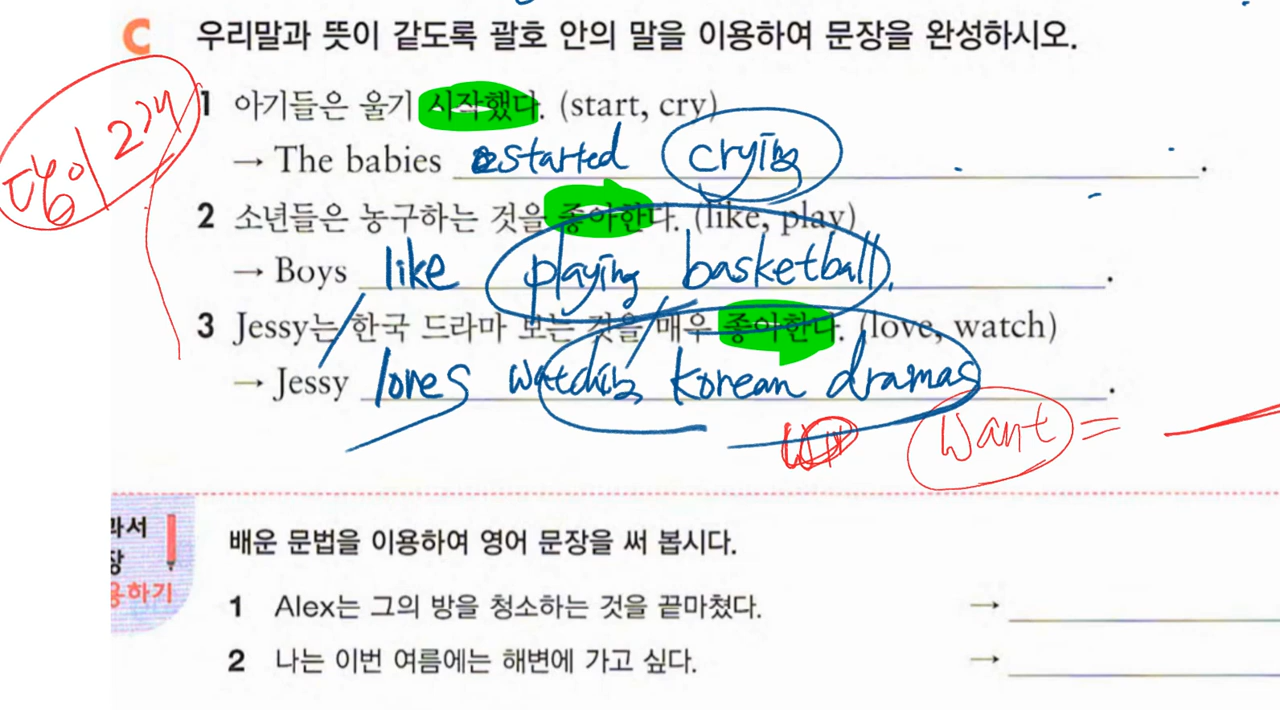 C 우리말과 뜻이 같도록 괄호 안의 말을 이용하여 문장을 완성하시오.
답이 2개
1 아기들은 울기 시작했다. (start, cry)
→ The babies started crying.
2 소년들은 농구하는 것을 좋아한다. (like, play)
→ Boys like playing basketball.
3 Jessy는 한국 드라마 보는 것을 매우 좋아한다. (love, watch)
→ Jessy loves watching korean dramas.
want =
배운 문법을 이용하여 영어 문장을 써 봅시다.
1 Alex는 그의 방을 청소하는 것을 끝마쳤다. →
2 나는 이번 여름에는 해변에 가고 싶다. →